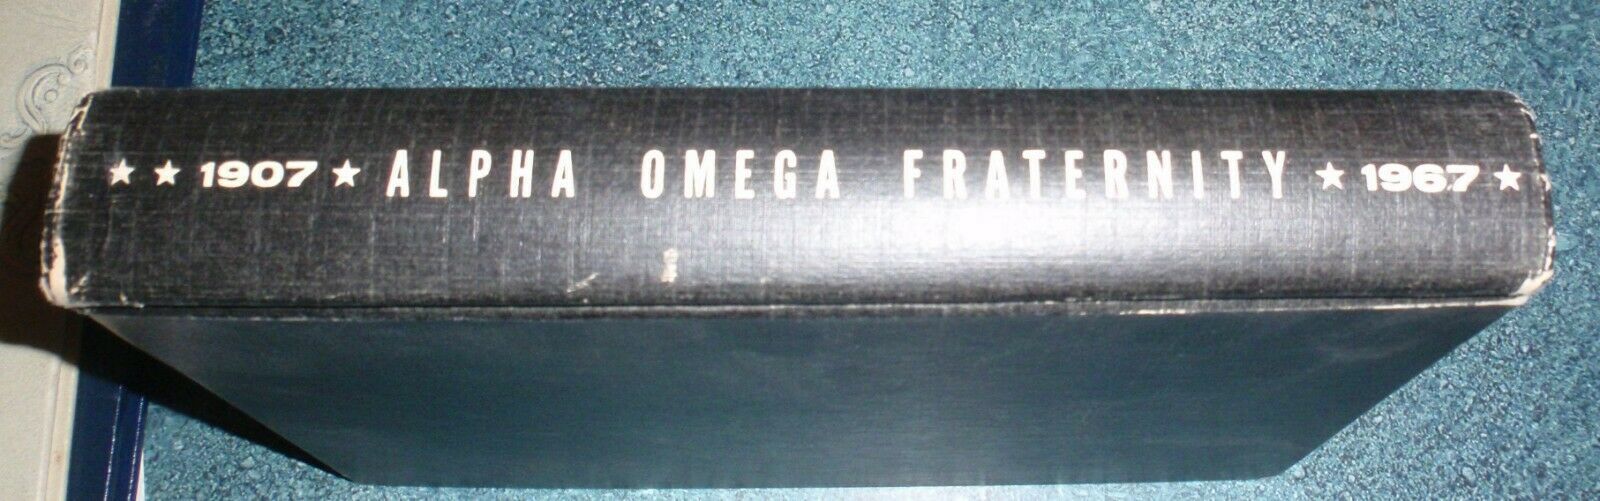 ★ ★ 1907 ★ ALPHA OMEGA FRATERNITY ★ 1967 ★